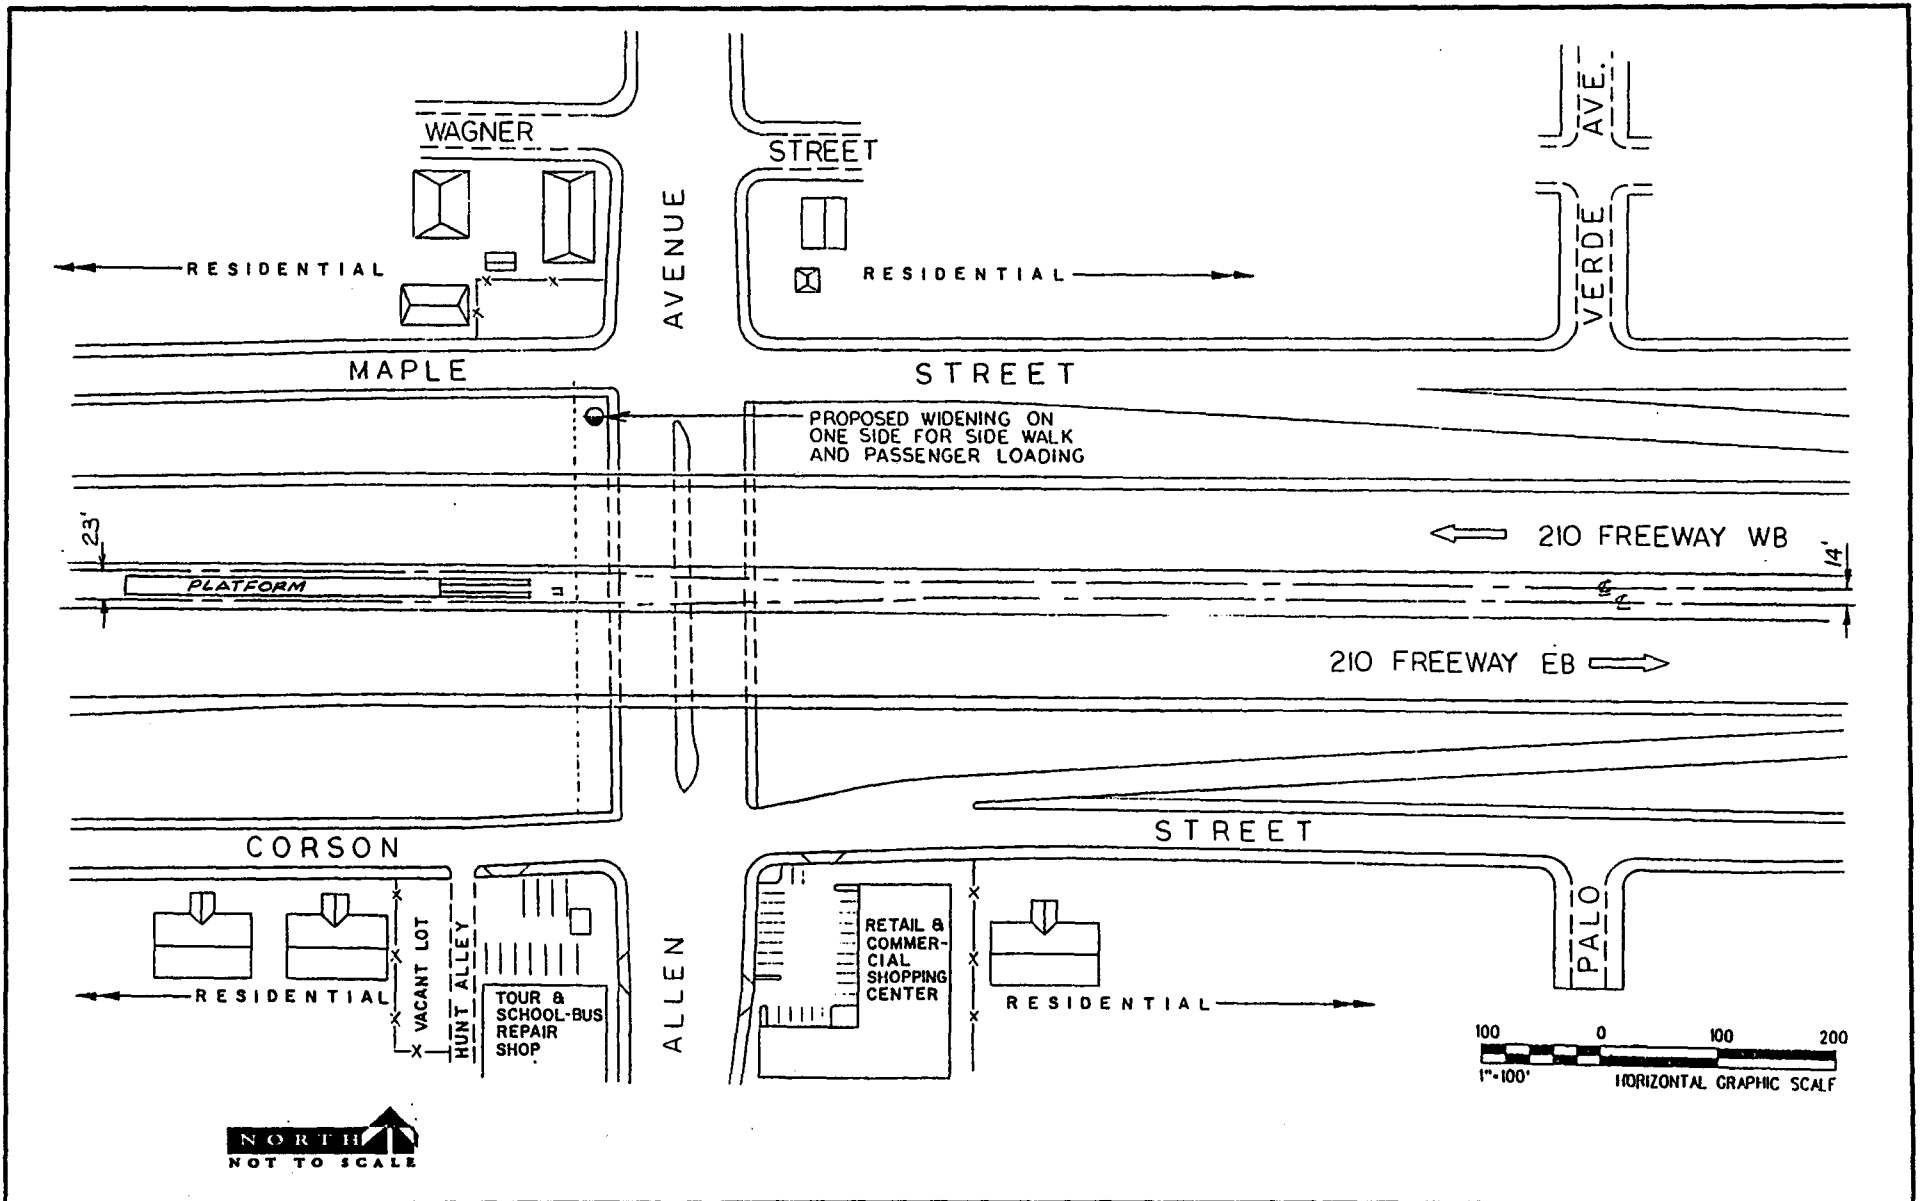 WAGNER
STREET
AVENUE
AVE.
VERDE
RESIDENTIAL
RESIDENTIAL
MAPLE
STREET
PROPOSED WIDENING ON
ONE SIDE FOR SIDE WALK
AND PASSENGER LOADING
23'
210 FREEWAY WB
14'
PLATFORM
℄
℄
210 FREEWAY EB
CORSON
STREET
VACANT LOT
HUNT ALLEY
TOUR &
SCHOOL-BUS
REPAIR
SHOP
ALLEN
RETAIL &
COMMER-
CIAL
SHOPPING
CENTER
PALO
RESIDENTIAL
RESIDENTIAL
100 0 100 200
1"=100' HORIZONTAL GRAPHIC SCALE
NORTH
NOT TO SCALE